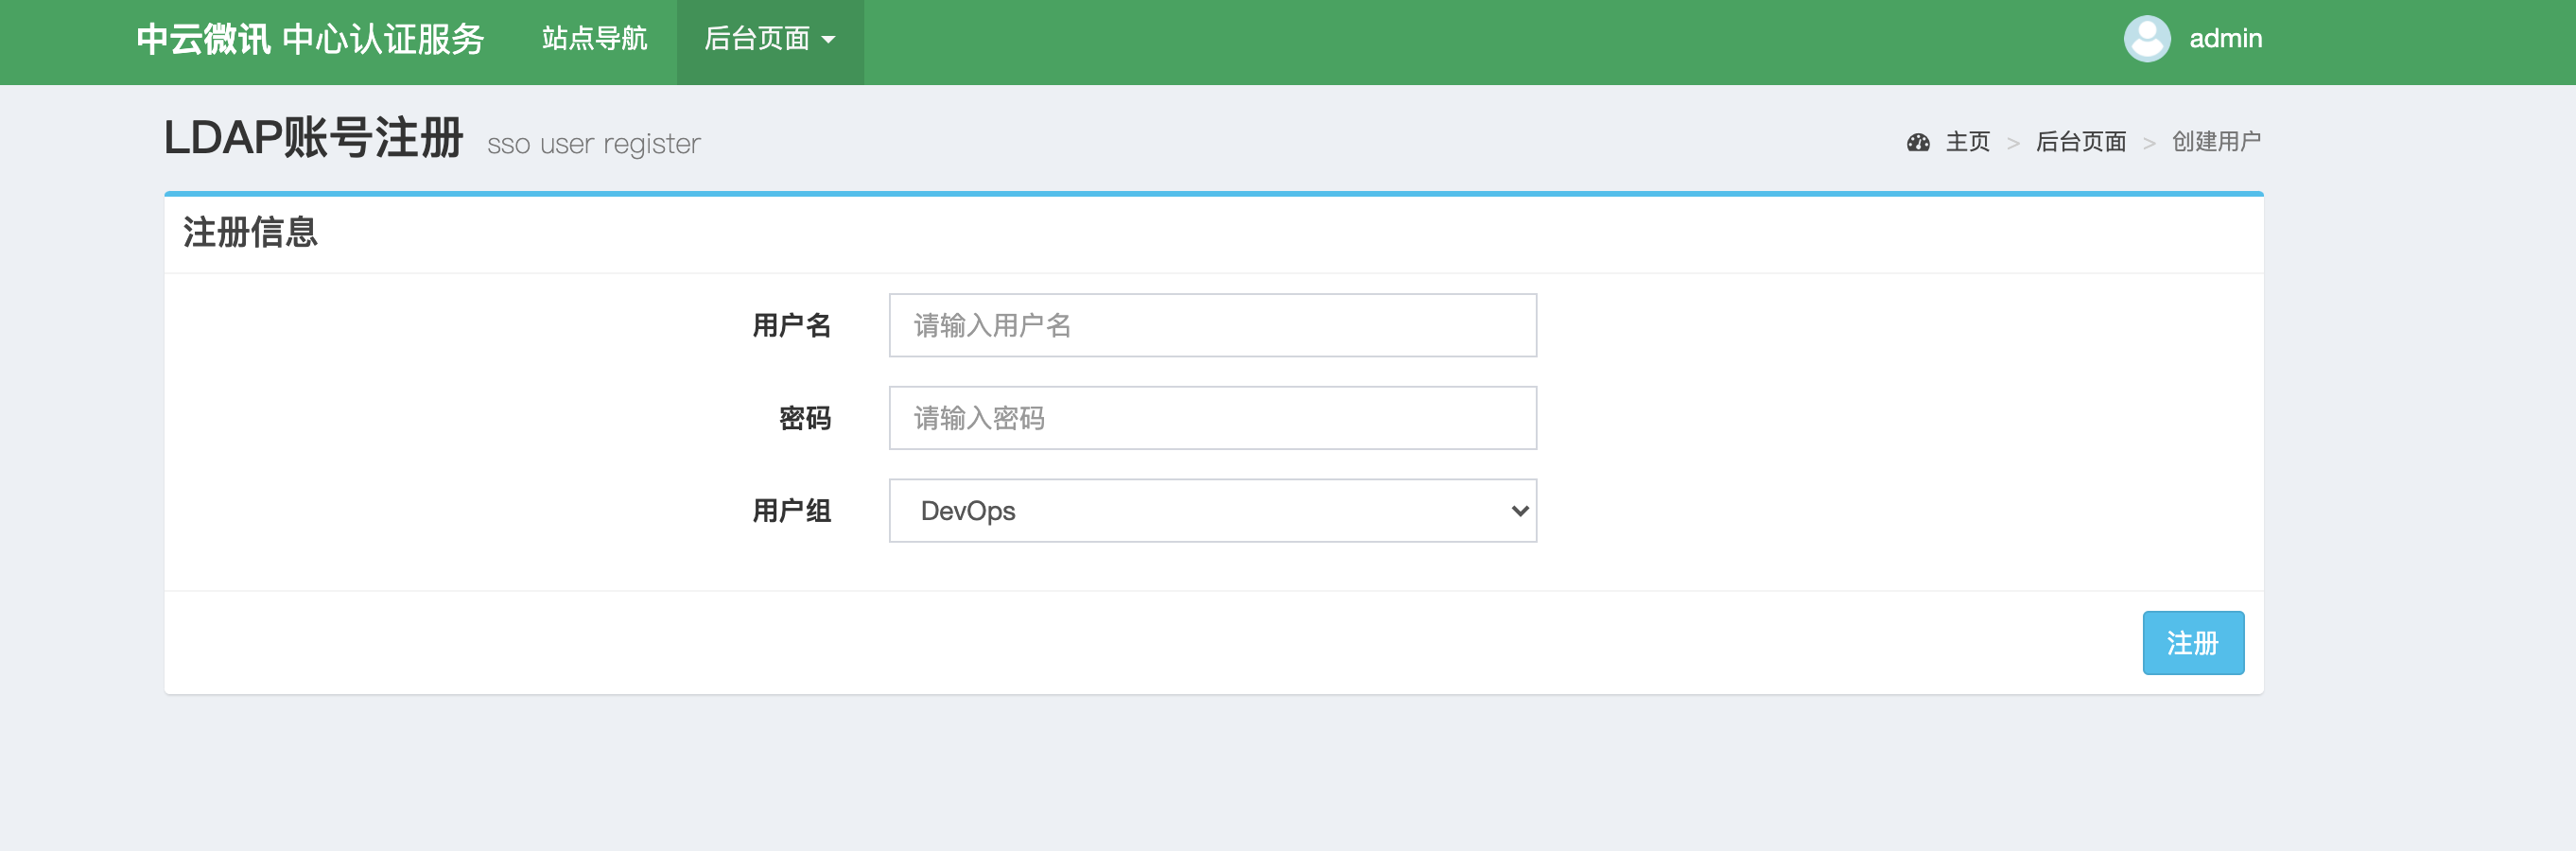 中云微讯 中心认证服务 站点导航 后台页面 admin
LDAP账号注册 sso user register 主页 > 后台页面 > 创建用户
注册信息
用户名 请输入用户名
密码 请输入密码
用户组 DevOps
注册